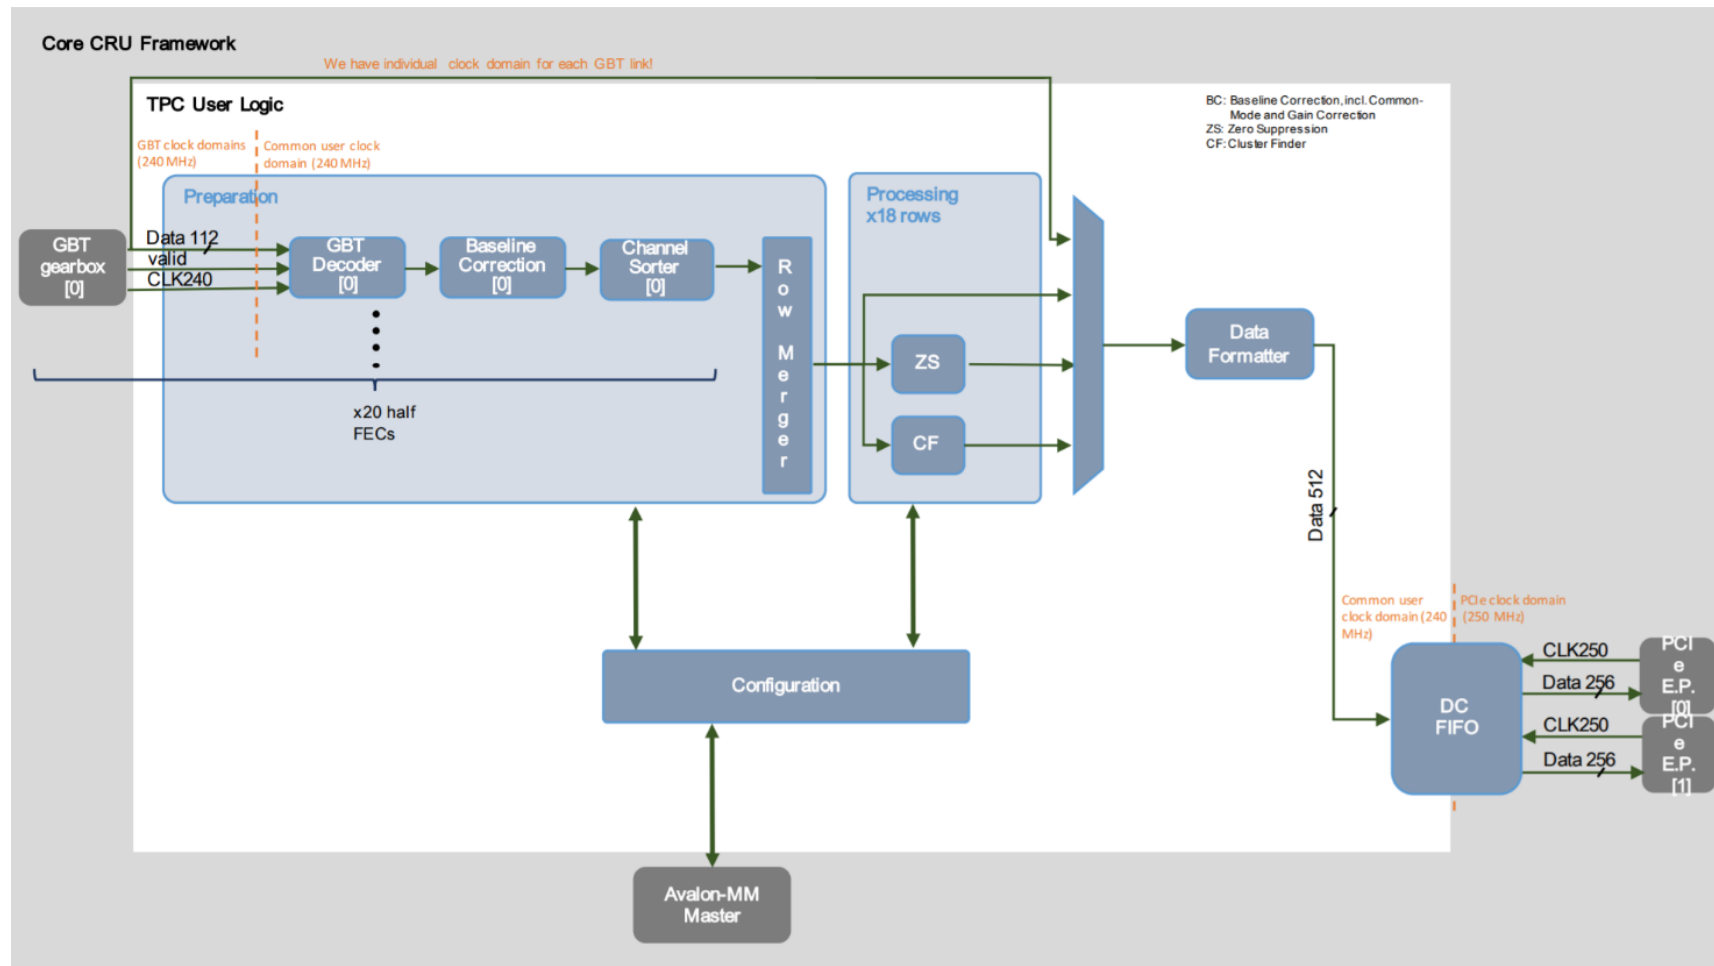 Core CRU Framework
We have individual clock domain for each GBT link!
TPC User Logic
BC: Baseline Correction, incl. Common-
Mode and Gain Correction
ZS: Zero Suppression
CF: Cluster Finder
GBT clock domains
(240 MHz)
Common user clock
domain (240 MHz)
Preparation
Processing
x18 rows
GBT
gearbox
[0]
Data 112
valid
CLK240
GBT
Decoder
[0]
Baseline
Correction
[0]
Channel
Sorter
[0]
R
o
w
M
e
r
g
e
r
ZS
CF
Data
Formatter
x20 half
FECs
Data 512
Common user
clock domain (240
MHz)
PCIe clock domain
(250 MHz)
Configuration
DC
FIFO
CLK250
Data 256
CLK250
Data 256
PCI
e
E.P.
[0]
PCI
e
E.P.
[1]
Avalon-MM
Master